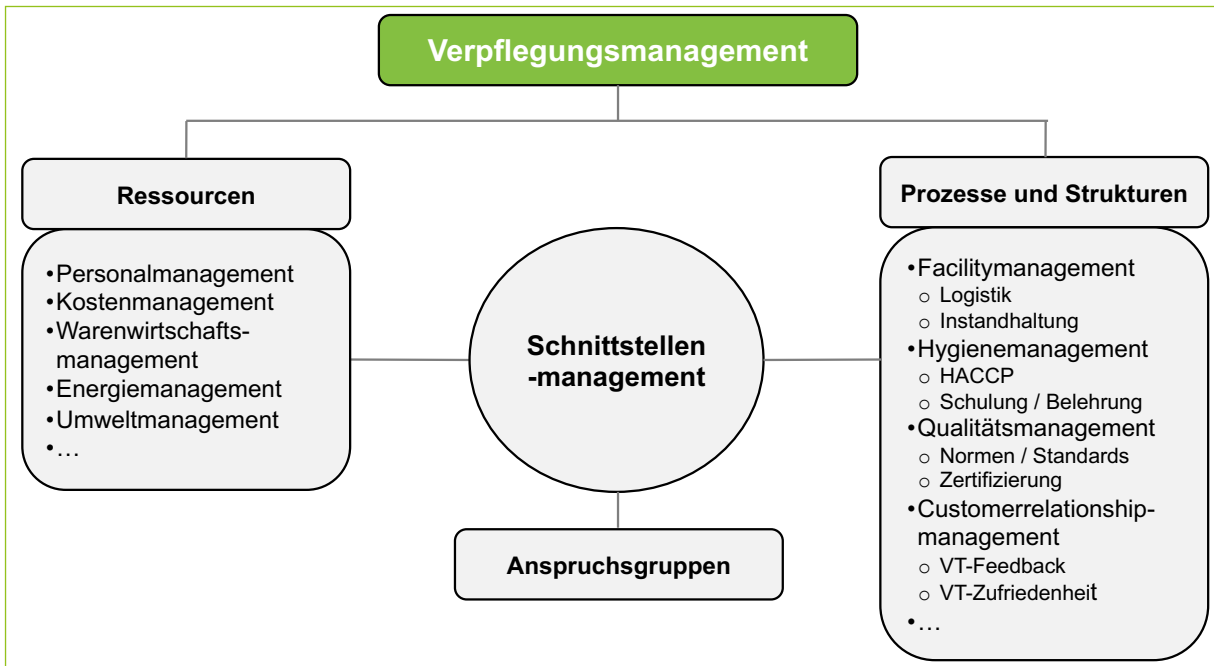 Verpflegungsmanagement
Ressourcen
•Personalmanagement
•Kostenmanagement
•Warenwirtschafts-
management
•Energiemanagement
•Umweltmanagement
•…
Schnittstellen
-management
Anspruchsgruppen
Prozesse und Strukturen
•Facilitymanagement
o Logistik
o Instandhaltung
•Hygienemanagement
o HACCP
o Schulung / Belehrung
•Qualitätsmanagement
o Normen / Standards
o Zertifizierung
•Customerrelationship-
management
o VT-Feedback
o VT-Zufriedenheit
•…